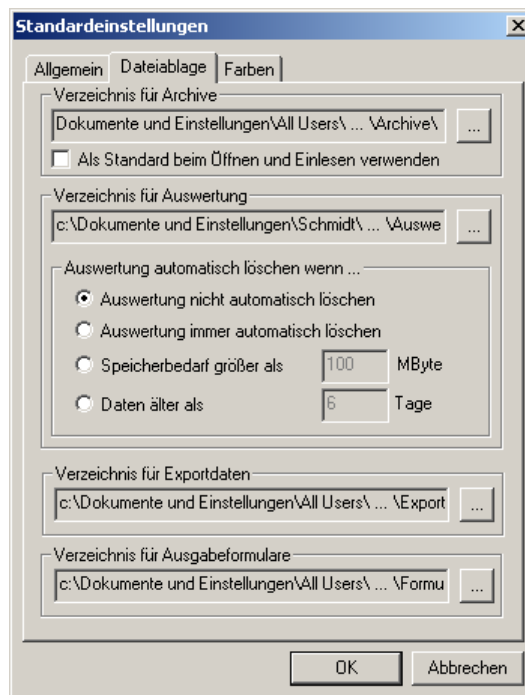 Standardeinstellungen
Allgemein Dateiablage Farben
Verzeichnis für Archive
Dokumente und Einstellungen\All Users\ ... \Archive\ ...
Als Standard beim Öffnen und Einlesen verwenden
Verzeichnis für Auswertung
c:\Dokumente und Einstellungen\Schmidt\ ... \Auswe ...
Auswertung automatisch löschen wenn ...
Auswertung nicht automatisch löschen
Auswertung immer automatisch löschen
Speicherbedarf größer als 100 MByte
Daten älter als 6 Tage
Verzeichnis für Exportdaten
c:\Dokumente und Einstellungen\All Users\ ... \Export ...
Verzeichnis für Ausgabeformulare
c:\Dokumente und Einstellungen\All Users\ ... \Formu ...
OK Abbrechen